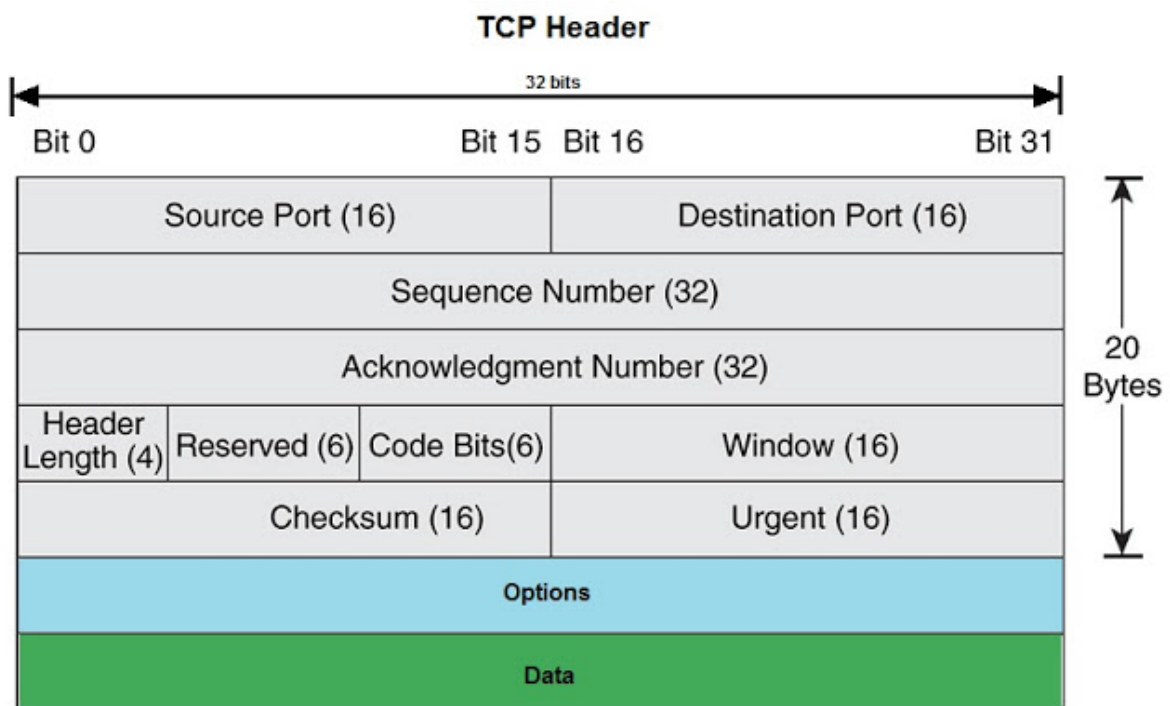 TCP Header
32 bits
Bit 0 Bit 15 Bit 16 Bit 31
Source Port (16) Destination Port (16)
Sequence Number (32)
Acknowledgment Number (32)
20
Bytes
Header
Length (4) Reserved (6) Code Bits(6) Window (16)
Checksum (16) Urgent (16)
Options
Data